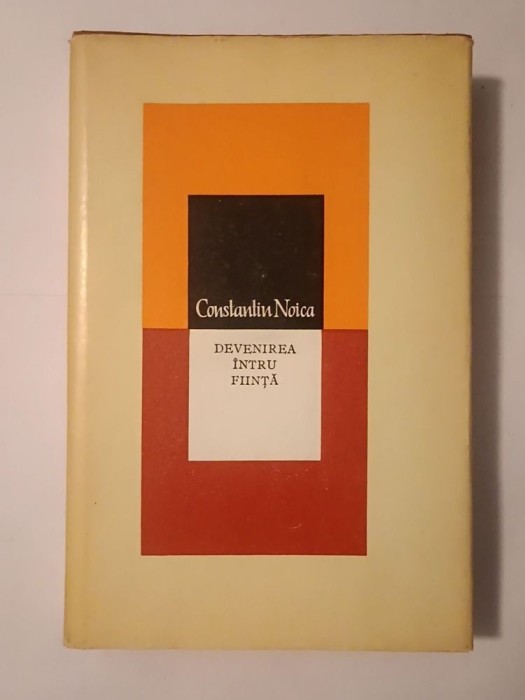 Constantin Noica
DEVENIREA
ÎNTRU
FIINȚĂ